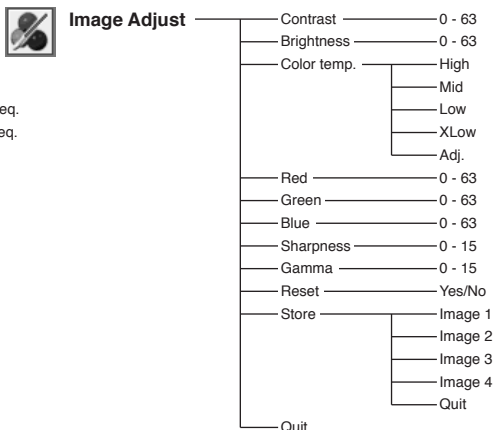 Image Adjust Contrast 0 - 63
Brightness 0 - 63
Color temp. High
Mid
eq. Low
eq. XLow
Adj.
Red 0 - 63
Green 0 - 63
Blue 0 - 63
Sharpness 0 - 15
Gamma 0 - 15
Reset Yes/No
Store Image 1
Image 2
Image 3
Image 4
Quit
Quit